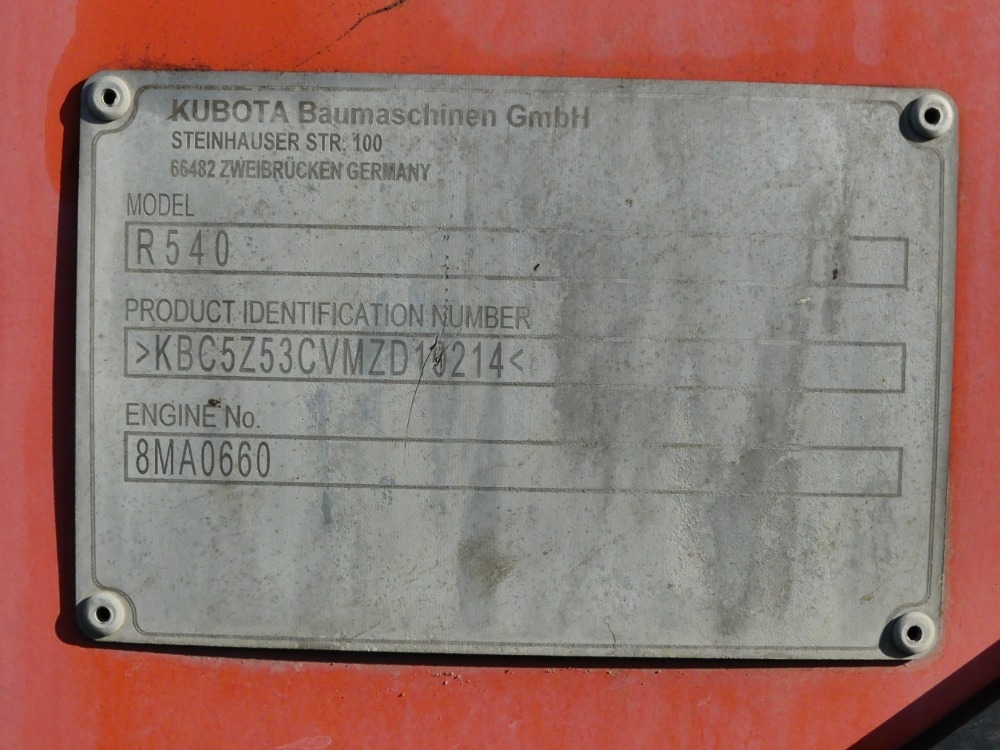 KUBOTA Baumaschinen GmbH
STEINHAUSER STR. 100
66482 ZWEIBRÜCKEN GERMANY
MODEL
R540
PRODUCT IDENTIFICATION NUMBER
ENGINE No.
8MA0660